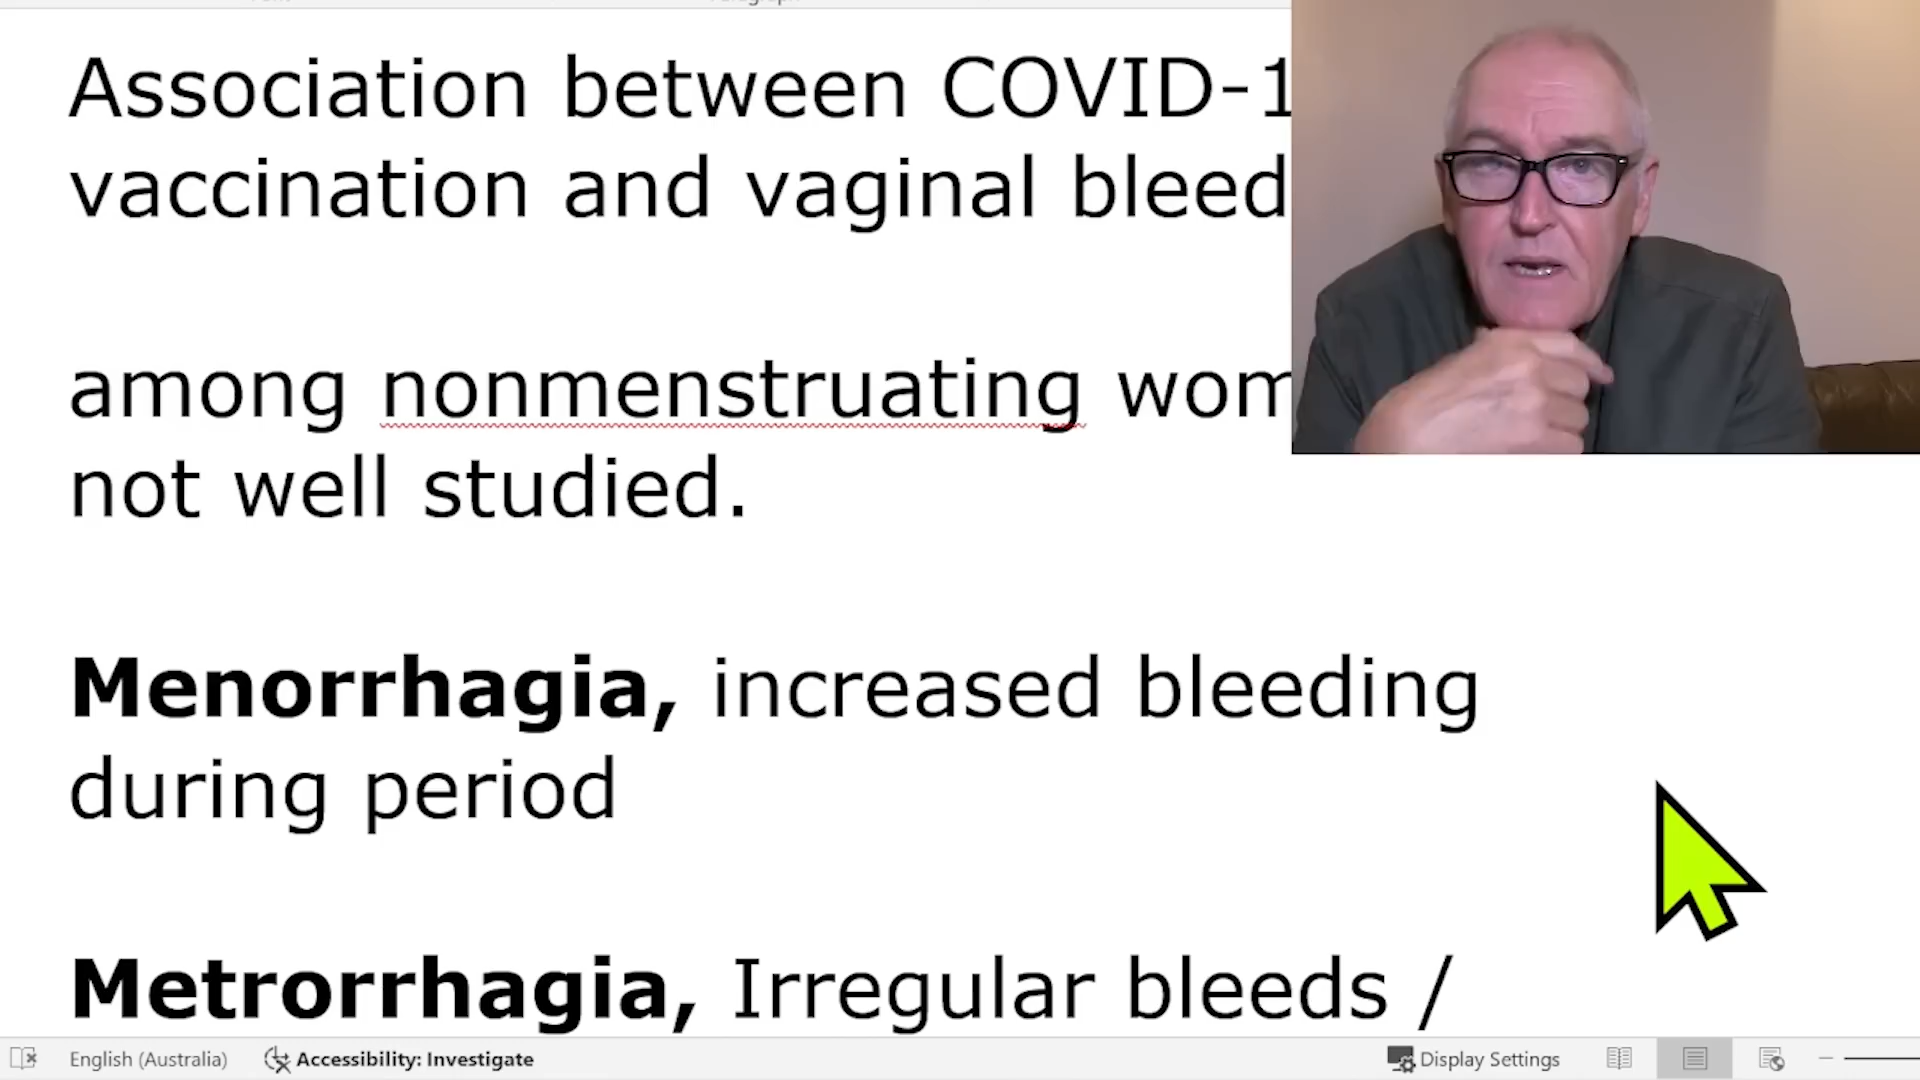 Association between COVID-1
vaccination and vaginal bleed
among nonmenstruating wom
not well studied.
Menorrhagia, increased bleeding
during period
Metrorrhagia, Irregular bleeds /
English (Australia) Accessibility: Investigate Display Settings